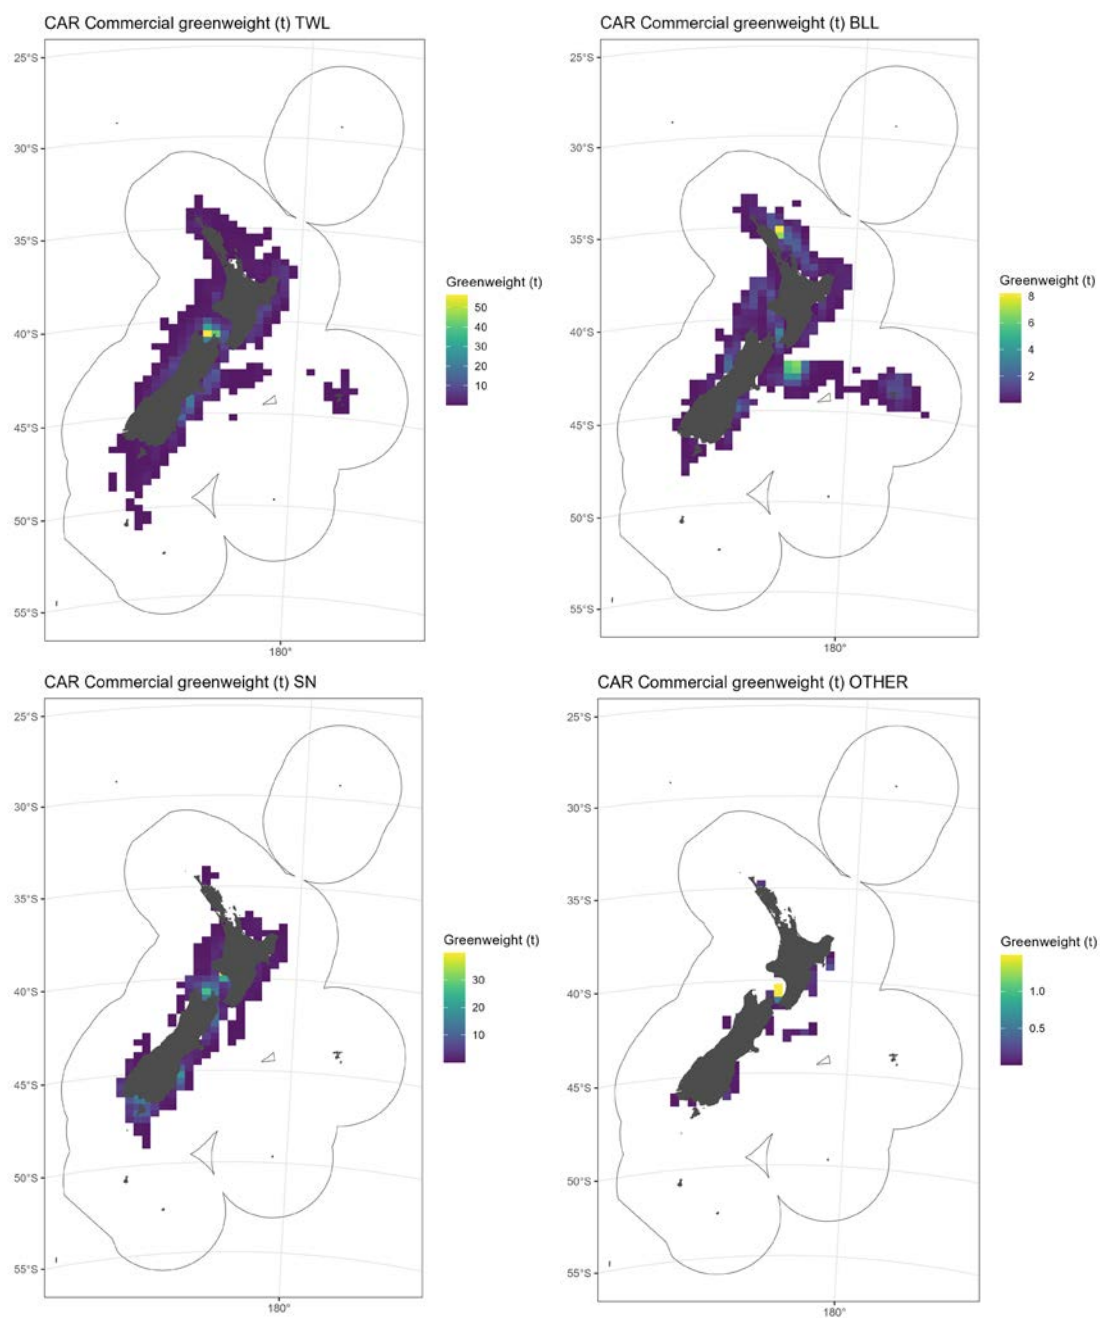 CAR Commercial greenweight (t) TWL
25°S
30°S
35°S
40°S
45°S
50°S
55°S
180°
Greenweight (t)
50
40
30
20
10
CAR Commercial greenweight (t) BLL
25°S
30°S
35°S
40°S
45°S
50°S
55°S
180°
Greenweight (t)
8
6
4
2
CAR Commercial greenweight (t) SN
25°S
30°S
35°S
40°S
45°S
50°S
55°S
180°
Greenweight (t)
30
20
10
CAR Commercial greenweight (t) OTHER
25°S
30°S
35°S
40°S
45°S
50°S
55°S
180°
Greenweight (t)
1.0
0.5